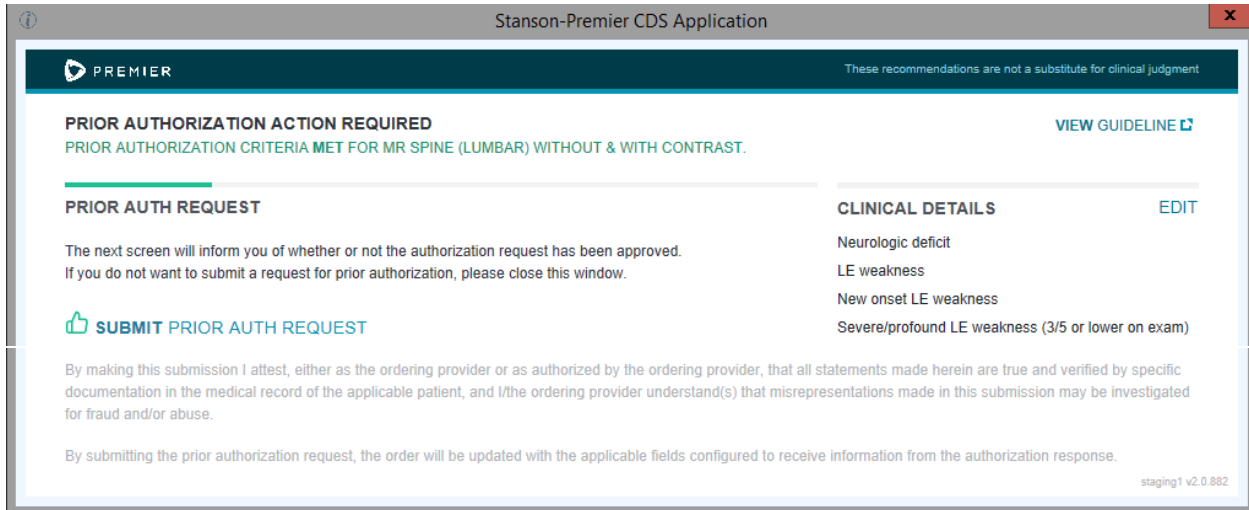 Stanson-Premier CDS Application
x
PREMIER
These recommendations are not a substitute for clinical judgment
PRIOR AUTHORIZATION ACTION REQUIRED
VIEW GUIDELINE
PRIOR AUTHORIZATION CRITERIA MET FOR MR SPINE (LUMBAR) WITHOUT & WITH CONTRAST.
PRIOR AUTH REQUEST
The next screen will inform you of whether or not the authorization request has been approved.
If you do not want to submit a request for prior authorization, please close this window.
SUBMIT PRIOR AUTH REQUEST
CLINICAL DETAILS
EDIT
Neurologic deficit
LE weakness
New onset LE weakness
Severe/profound LE weakness (3/5 or lower on exam)
By making this submission I attest, either as the ordering provider or as authorized by the ordering provider, that all statements made herein are true and verified by specific
documentation in the medical record of the applicable patient, and I/the ordering provider understand(s) that misrepresentations made in this submission may be investigated
for fraud and/or abuse.
By submitting the prior authorization request, the order will be updated with the applicable fields configured to receive information from the authorization response.
staging1 v2.0.882